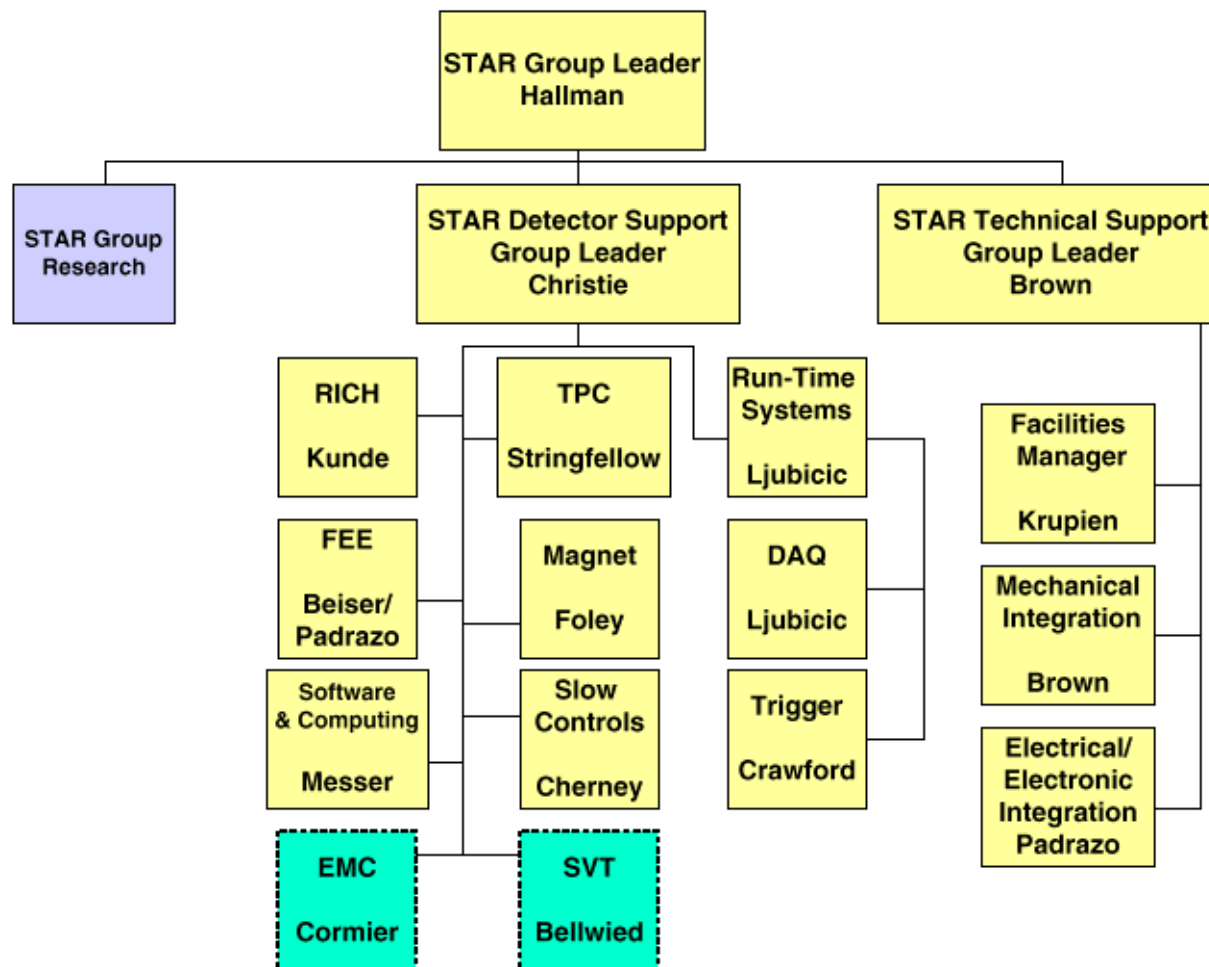 STAR Group Leader
Hallman
STAR Group
Research
STAR Detector Support
Group Leader
Christie
STAR Technical Support
Group Leader
Brown
RICH
Kunde
TPC
Stringfellow
Run-Time
Systems
Ljubicic
Facilities
Manager
Krupien
FEE
Beiser/
Padrazo
Magnet
Foley
DAQ
Ljubicic
Mechanical
Integration
Brown
Software
& Computing
Messer
Slow
Controls
Cherney
Trigger
Crawford
Electrical/
Electronic
Integration
Padrazo
EMC
Cormier
SVT
Bellwied